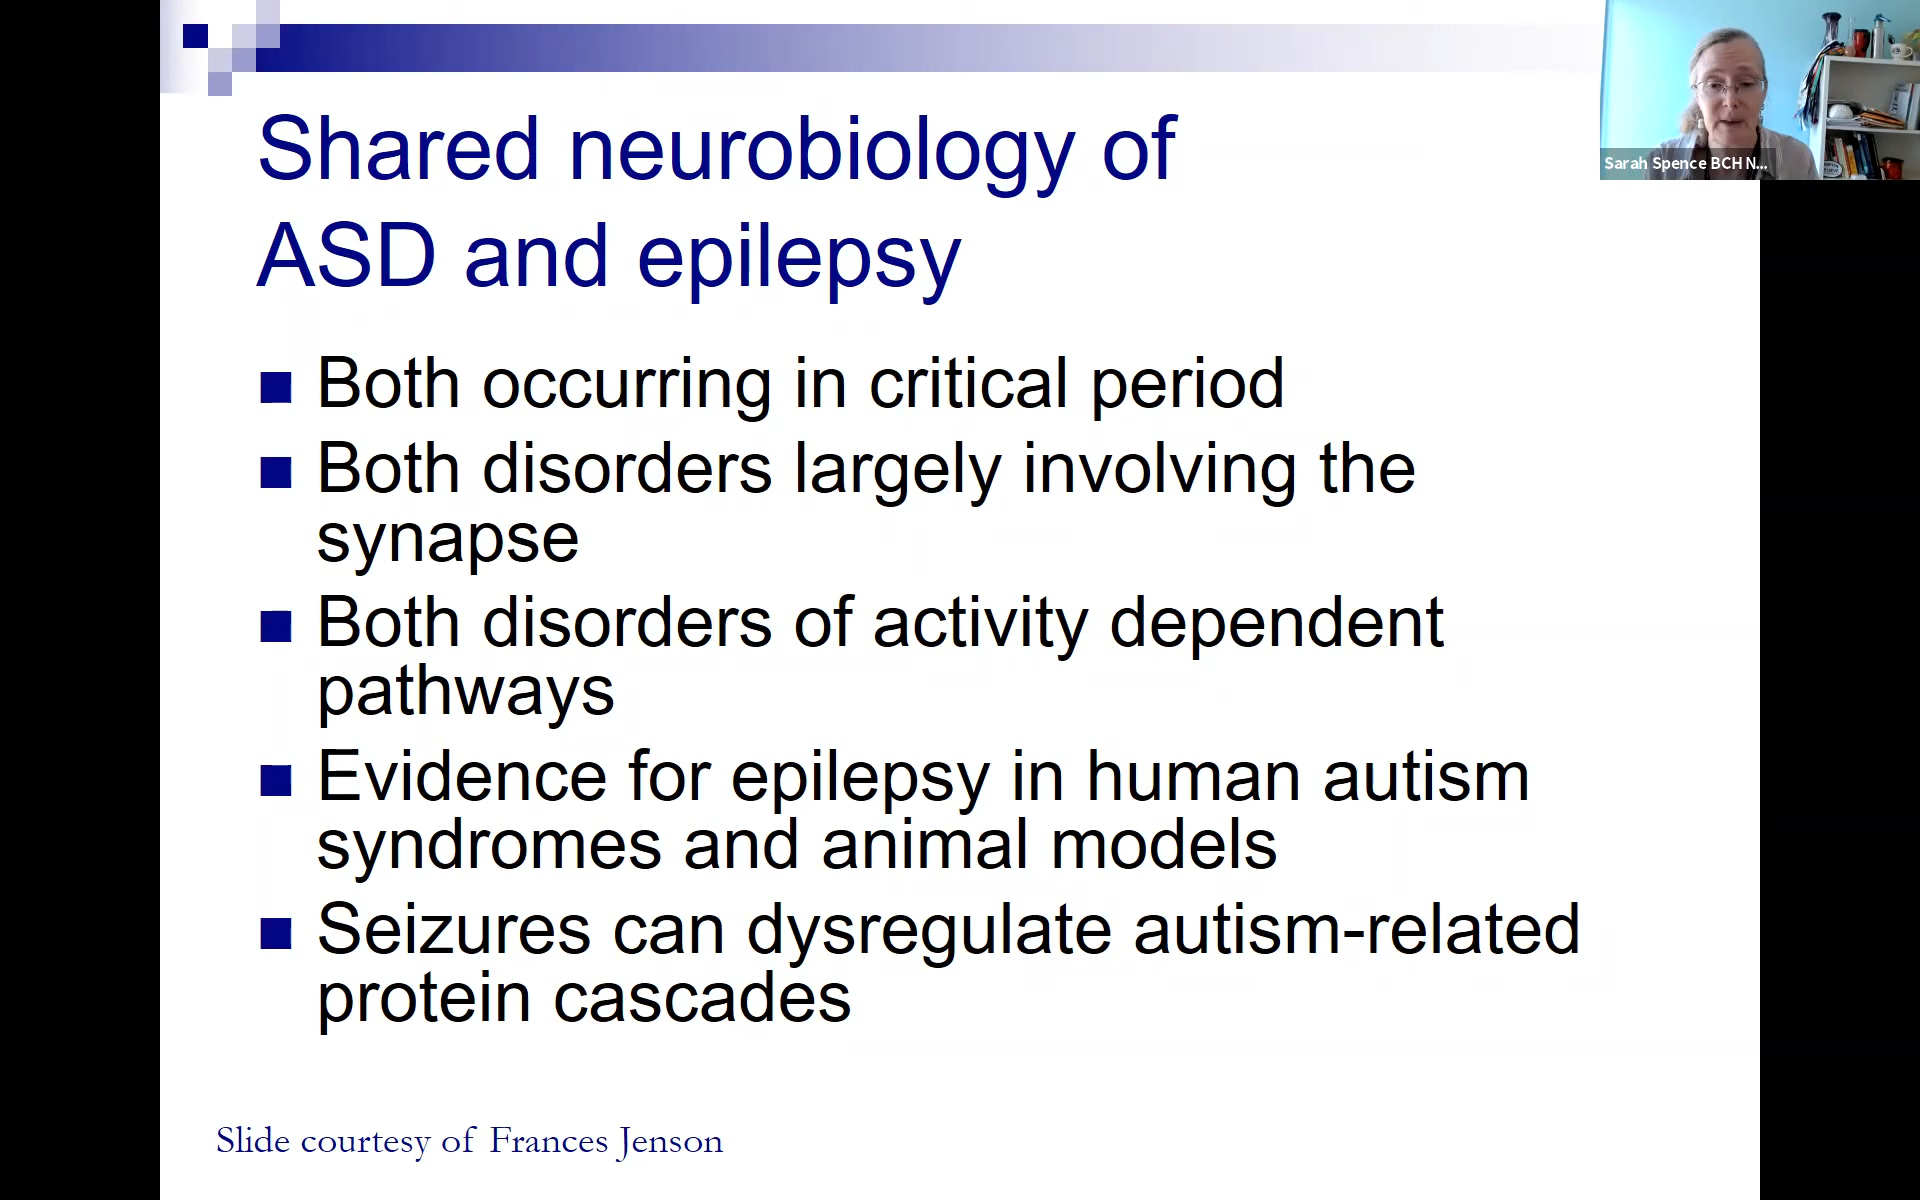 Shared neurobiology of
ASD and epilepsy
Both occurring in critical period
Both disorders largely involving the
synapse
Both disorders of activity dependent
pathways
Evidence for epilepsy in human autism
syndromes and animal models
Seizures can dysregulate autism-related
protein cascades
Slide courtesy of Frances Jenson
Sarah Spence BCH N...